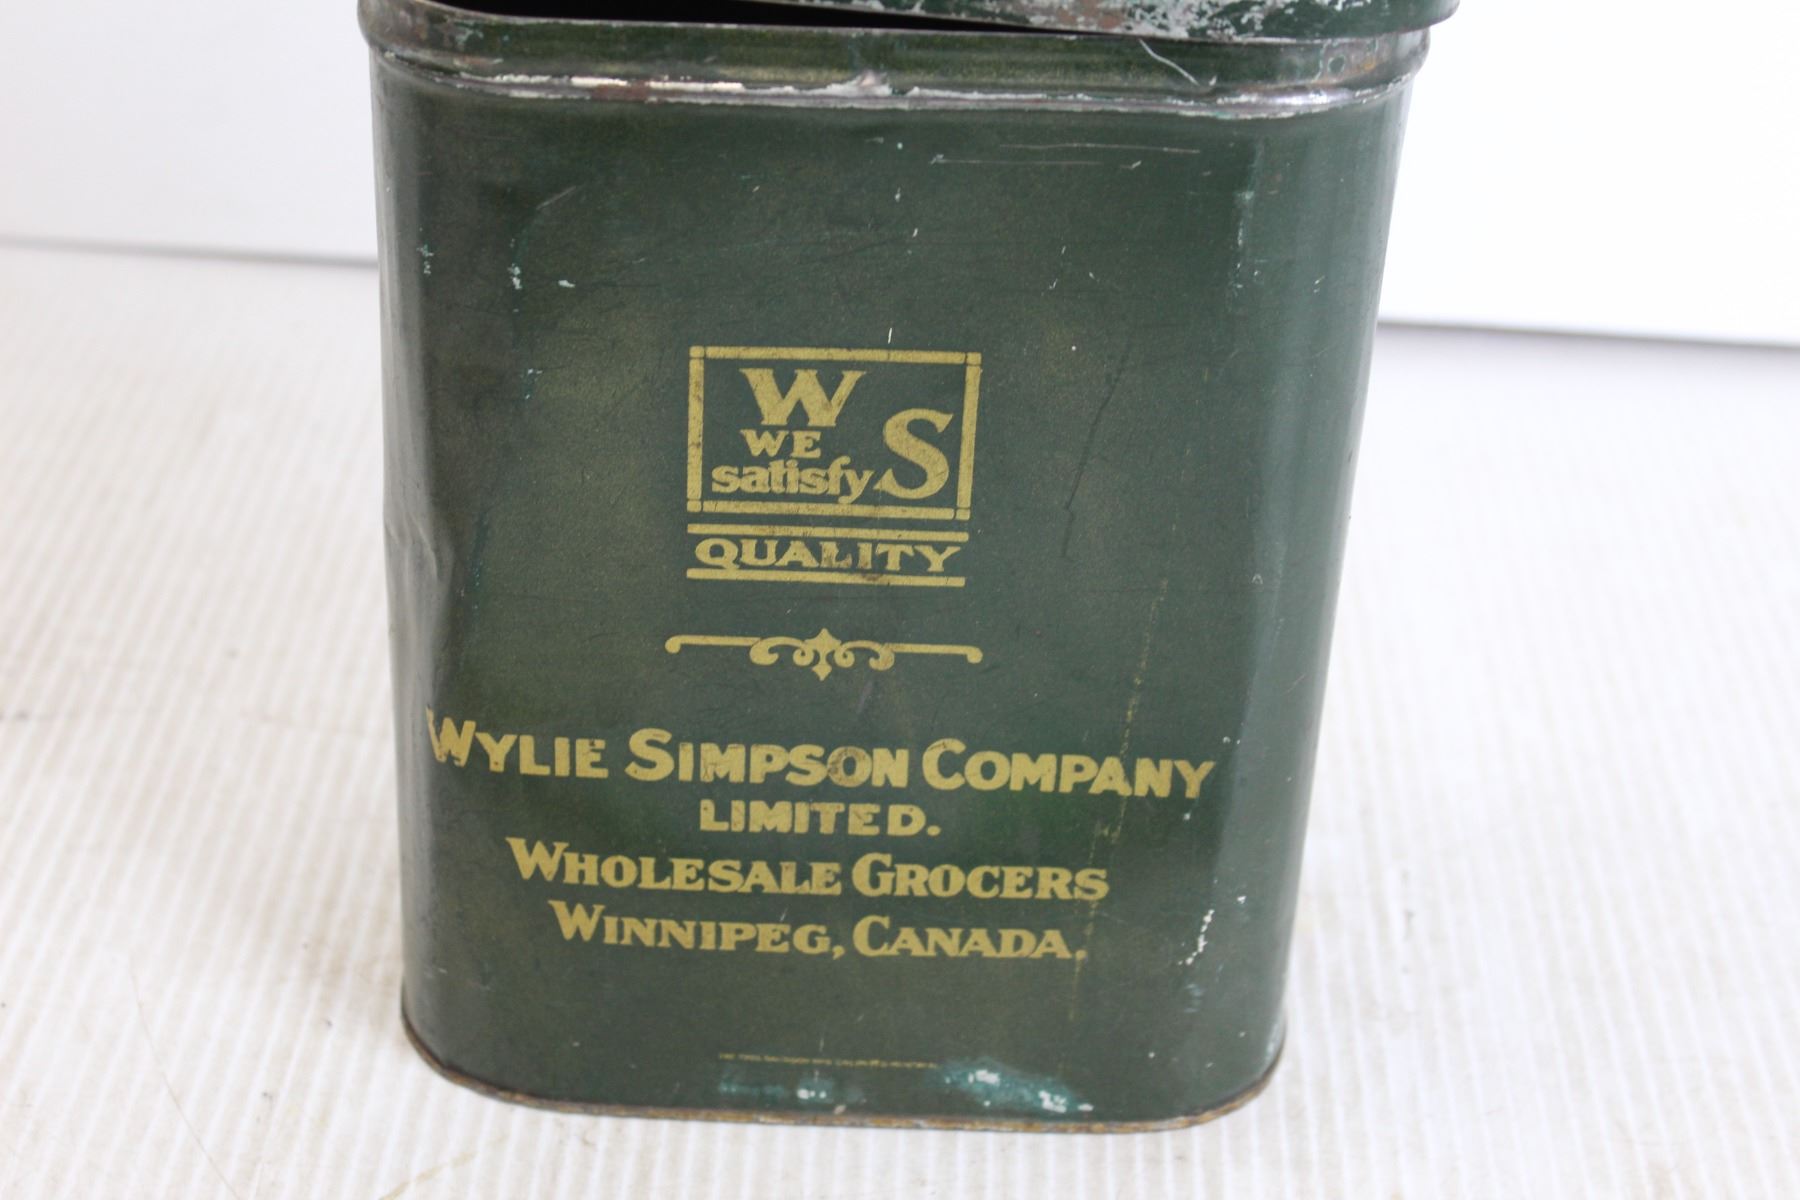 W S
WE
satisfy
QUALITY
WYLIE SIMPSON COMPANY
LIMITED.
WHOLESALE GROCERS
WINNIPEG, CANADA.